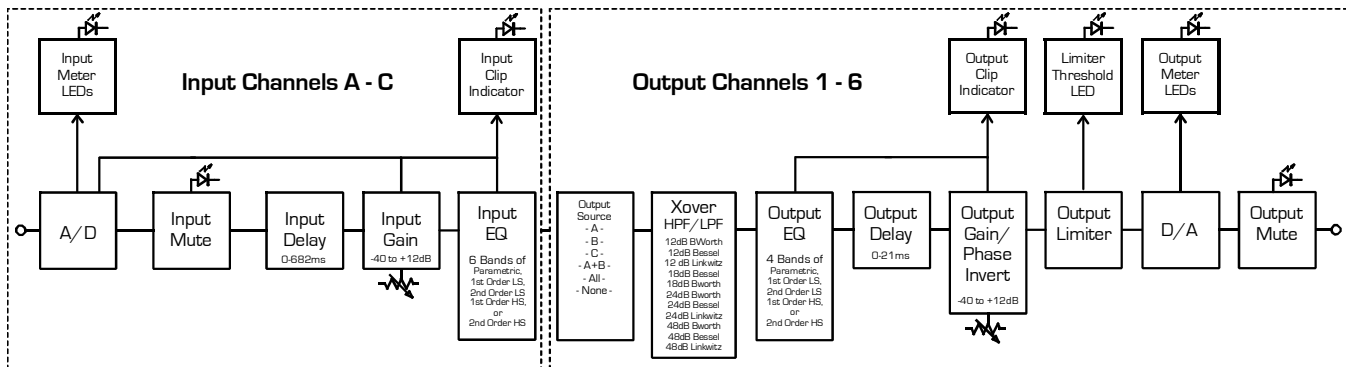 Input
Meter
LEDs
Input Channels A - C
Input
Clip
Indicator
Output Channels 1 - 6
Output
Clip
Indicator
Limiter
Threshold
LED
Output
Meter
LEDs
A/D
Input
Mute
Input
Delay
0-682ms
Input
Gain
-40 to +12dB
Input
EQ
6 Bands of
Parametric,
1st Order LS,
2nd Order LS
1st Order HS,
or
2nd Order HS
Output
Source
- A -
- B -
- C -
- A+B -
- All -
- None -
Xover
HPF/LPF
12dB BWorth
12dB Bessel
12 dB Linkwitz
18dB Bessel
18dB Bworth
24dB Bworth
24dB Bessel
24dB Linkwitz
48dB Bworth
48dB Bessel
48dB Linkwitz
Output
EQ
4 Bands of
Parametric,
1st Order LS,
2nd Order LS
1st Order HS,
or
2nd Order HS
Output
Delay
0-21ms
Output
Gain/
Phase
Invert
-40 to +12dB
Output
Limiter
D/A
Output
Mute